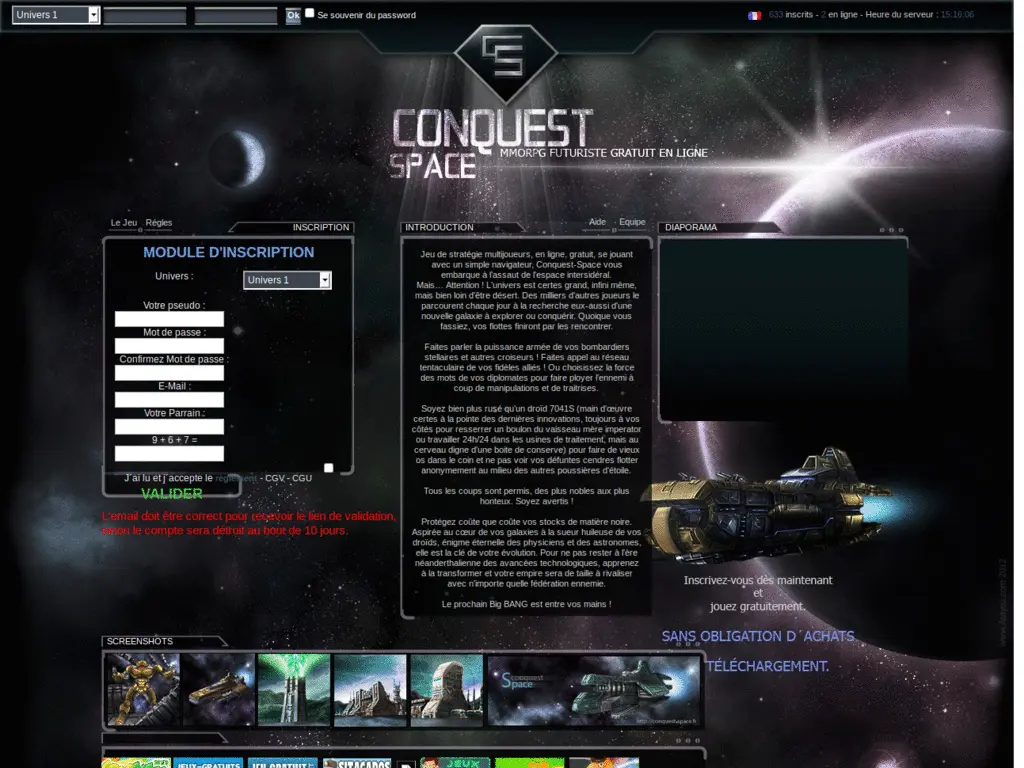 Univers 1
Ok
Se souvenir du password
633 inscrits - 2 en ligne - Heure du serveur : 15:16:06
CONQUEST
SPACE
MMORPG FUTURISTE GRATUIT EN LIGNE
Le Jeu Régles
INSCRIPTION
MODULE D'INSCRIPTION
Univers :
Univers 1
Votre pseudo :
Mot de passe :
Confirmez Mot de passe :
E-Mail :
Votre Parrain :
9 + 6 + 7 =
J'ai lu et j'accepte le règlement - CGV - CGU
VALIDER
L'email doit être correct pour recevoir le lien de validation,
sinon le compte sera détruit au bout de 10 jours.
Aide Equipe
INTRODUCTION
Jeu de stratégie multijoueurs, en ligne, gratuit, se jouant
avec un simple navigateur, Conquest-Space vous
embarque à l'assaut de l'espace intersidéral.
Mais… Attention ! L'univers est certes grand, infini même,
mais bien loin d'être désert. Des milliers d'autres joueurs le
parcourent chaque jour à la recherche eux-aussi d'une
nouvelle galaxie à explorer ou conquérir. Quoique vous
fassiez, vos flottes finiront par les rencontrer.
Faites parler la puissance armée de vos bombardiers
stellaires et autres croiseurs ! Faites appel au réseau
tentaculaire de vos fidèles alliés ! Ou choisissez la force
des mots de vos diplomates pour faire ployer l'ennemi à
coup de manipulations et de traitrises.
Soyez bien plus rusé qu'un droïd 7041S (main d'œuvre
certes à la pointe des dernières innovations, toujours à vos
côtés pour resserrer un boulon du vaisseau mère imperator
ou travailler 24h/24 dans les usines de traitement, mais au
cerveau digne d'une boite de conserve) pour faire de vieux
os dans le coin et ne pas voir vos défuntes cendres flotter
anonymement au milieu des autres poussières d'étoile.
Tous les coups sont permis, des plus nobles aux plus
honteux. Soyez avertis !
Protégez coûte que coûte vos stocks de matière noire.
Aspirée au cœur de vos galaxies à la sueur huileuse de vos
droïds, énigme éternelle des physiciens et des astronomes,
elle est la clé de votre évolution. Pour ne pas rester à l'ère
néanderthalienne des avancées technologiques, apprenez
à la transformer et votre empire sera de taille à rivaliser
avec n'importe quelle fédération ennemie.
Le prochain Big BANG est entre vos mains !
DIAPORAMA
Inscrivez-vous dès maintenant
et
jouez gratuitement.
SANS OBLIGATION D´ACHATS
TÉLÉCHARGEMENT.
SCREENSHOTS
Conquest
Space
JEUX-GRATUITS
JEU GRATUIT
SITACADOS
JEUX